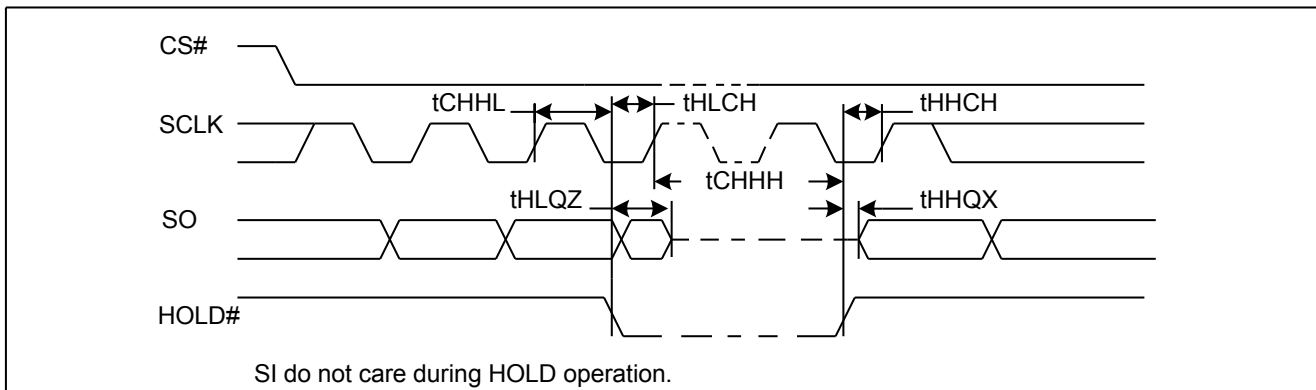 CS#
tCHHL
tHLCH
tHHCH
SCLK
tCHHH
tHLQZ
tHHQX
SO
HOLD#
SI do not care during HOLD operation.